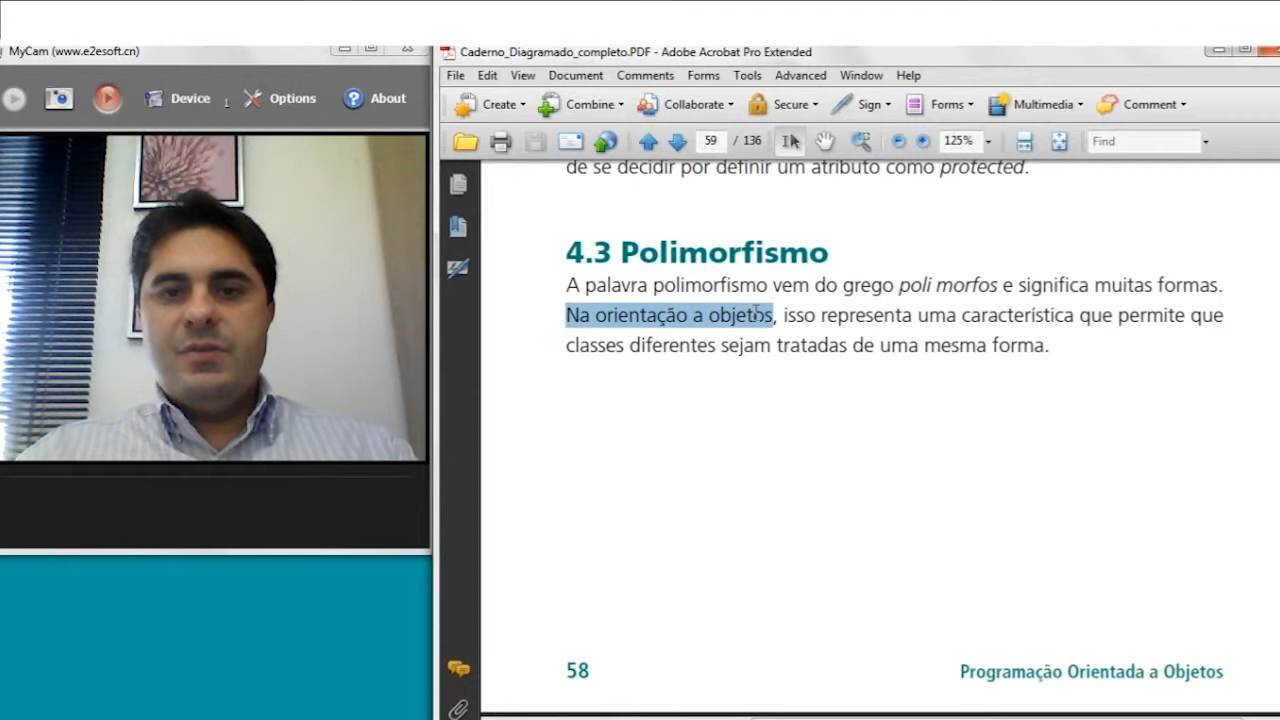 MyCam (www.e2esoft.cn)
Device 1 Options About
Caderno_Diagramado_completo.PDF - Adobe Acrobat Pro Extended
File Edit View Document Comments Forms Tools Advanced Window Help
Create Combine Collaborate Secure Sign Forms Multimedia Comment
59 136 125% Find
de se decidir por definir um atributo como protected.
4.3 Polimorfismo
A palavra polimorfismo vem do grego poli morfos e significa muitas formas.
Na orientação a objetos, isso representa uma característica que permite que
classes diferentes sejam tratadas de uma mesma forma.
58 Programação Orientada a Objetos